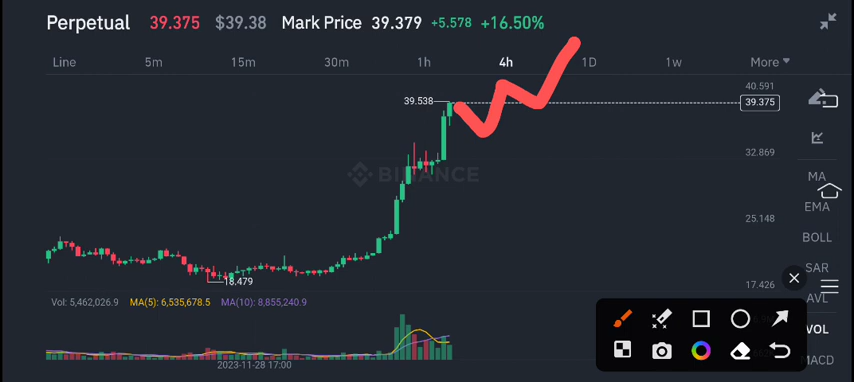 Perpetual 39.375 $39.38 Mark Price 39.379 +5.578 +16.50%
Line 5m 15m 30m 1h 4h 1D 1w More
40.591
39.538
39.375
32.869
BINANCE
MA
EMA
25.148
BOLL
SAR
18.479
17.426
AVL
Vol: 5,462,026.9 MA(5): 6,535,678.5 MA(10): 8,855,240.9
VOL
2023-11-28 17:00
MACD